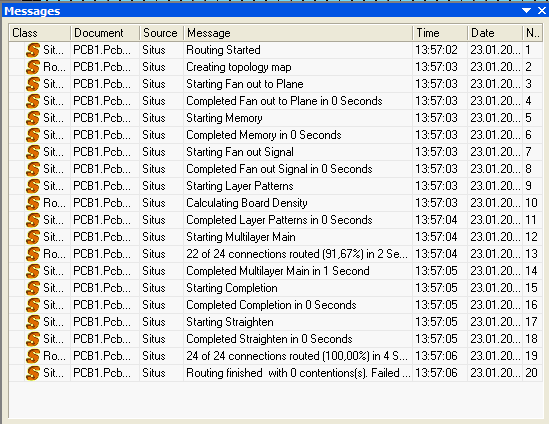 Messages
Class Document Source Message Time Date N..
Sit... PCB1.Pcb... Situs Routing Started 13:57:02 23.01.20... 1
Ro... PCB1.Pcb... Situs Creating topology map 13:57:03 23.01.20... 2
Sit... PCB1.Pcb... Situs Starting Fan out to Plane 13:57:03 23.01.20... 3
Sit... PCB1.Pcb... Situs Completed Fan out to Plane in 0 Seconds 13:57:03 23.01.20... 4
Sit... PCB1.Pcb... Situs Starting Memory 13:57:03 23.01.20... 5
Sit... PCB1.Pcb... Situs Completed Memory in 0 Seconds 13:57:03 23.01.20... 6
Sit... PCB1.Pcb... Situs Starting Fan out Signal 13:57:03 23.01.20... 7
Sit... PCB1.Pcb... Situs Completed Fan out Signal in 0 Seconds 13:57:03 23.01.20... 8
Sit... PCB1.Pcb... Situs Starting Layer Patterns 13:57:03 23.01.20... 9
Ro... PCB1.Pcb... Situs Calculating Board Density 13:57:03 23.01.20... 10
Sit... PCB1.Pcb... Situs Completed Layer Patterns in 0 Seconds 13:57:04 23.01.20... 11
Sit... PCB1.Pcb... Situs Starting Multilayer Main 13:57:04 23.01.20... 12
Ro... PCB1.Pcb... Situs 22 of 24 connections routed (91,67%) in 2 Se... 13:57:04 23.01.20... 13
Sit... PCB1.Pcb... Situs Completed Multilayer Main in 1 Second 13:57:05 23.01.20... 14
Sit... PCB1.Pcb... Situs Starting Completion 13:57:05 23.01.20... 15
Sit... PCB1.Pcb... Situs Completed Completion in 0 Seconds 13:57:05 23.01.20... 16
Sit... PCB1.Pcb... Situs Starting Straighten 13:57:05 23.01.20... 17
Sit... PCB1.Pcb... Situs Completed Straighten in 0 Seconds 13:57:05 23.01.20... 18
Ro... PCB1.Pcb... Situs 24 of 24 connections routed (100,00%) in 4 S... 13:57:06 23.01.20... 19
Sit... PCB1.Pcb... Situs Routing finished  with 0 contentions(s). Failed ... 13:57:06 23.01.20... 20